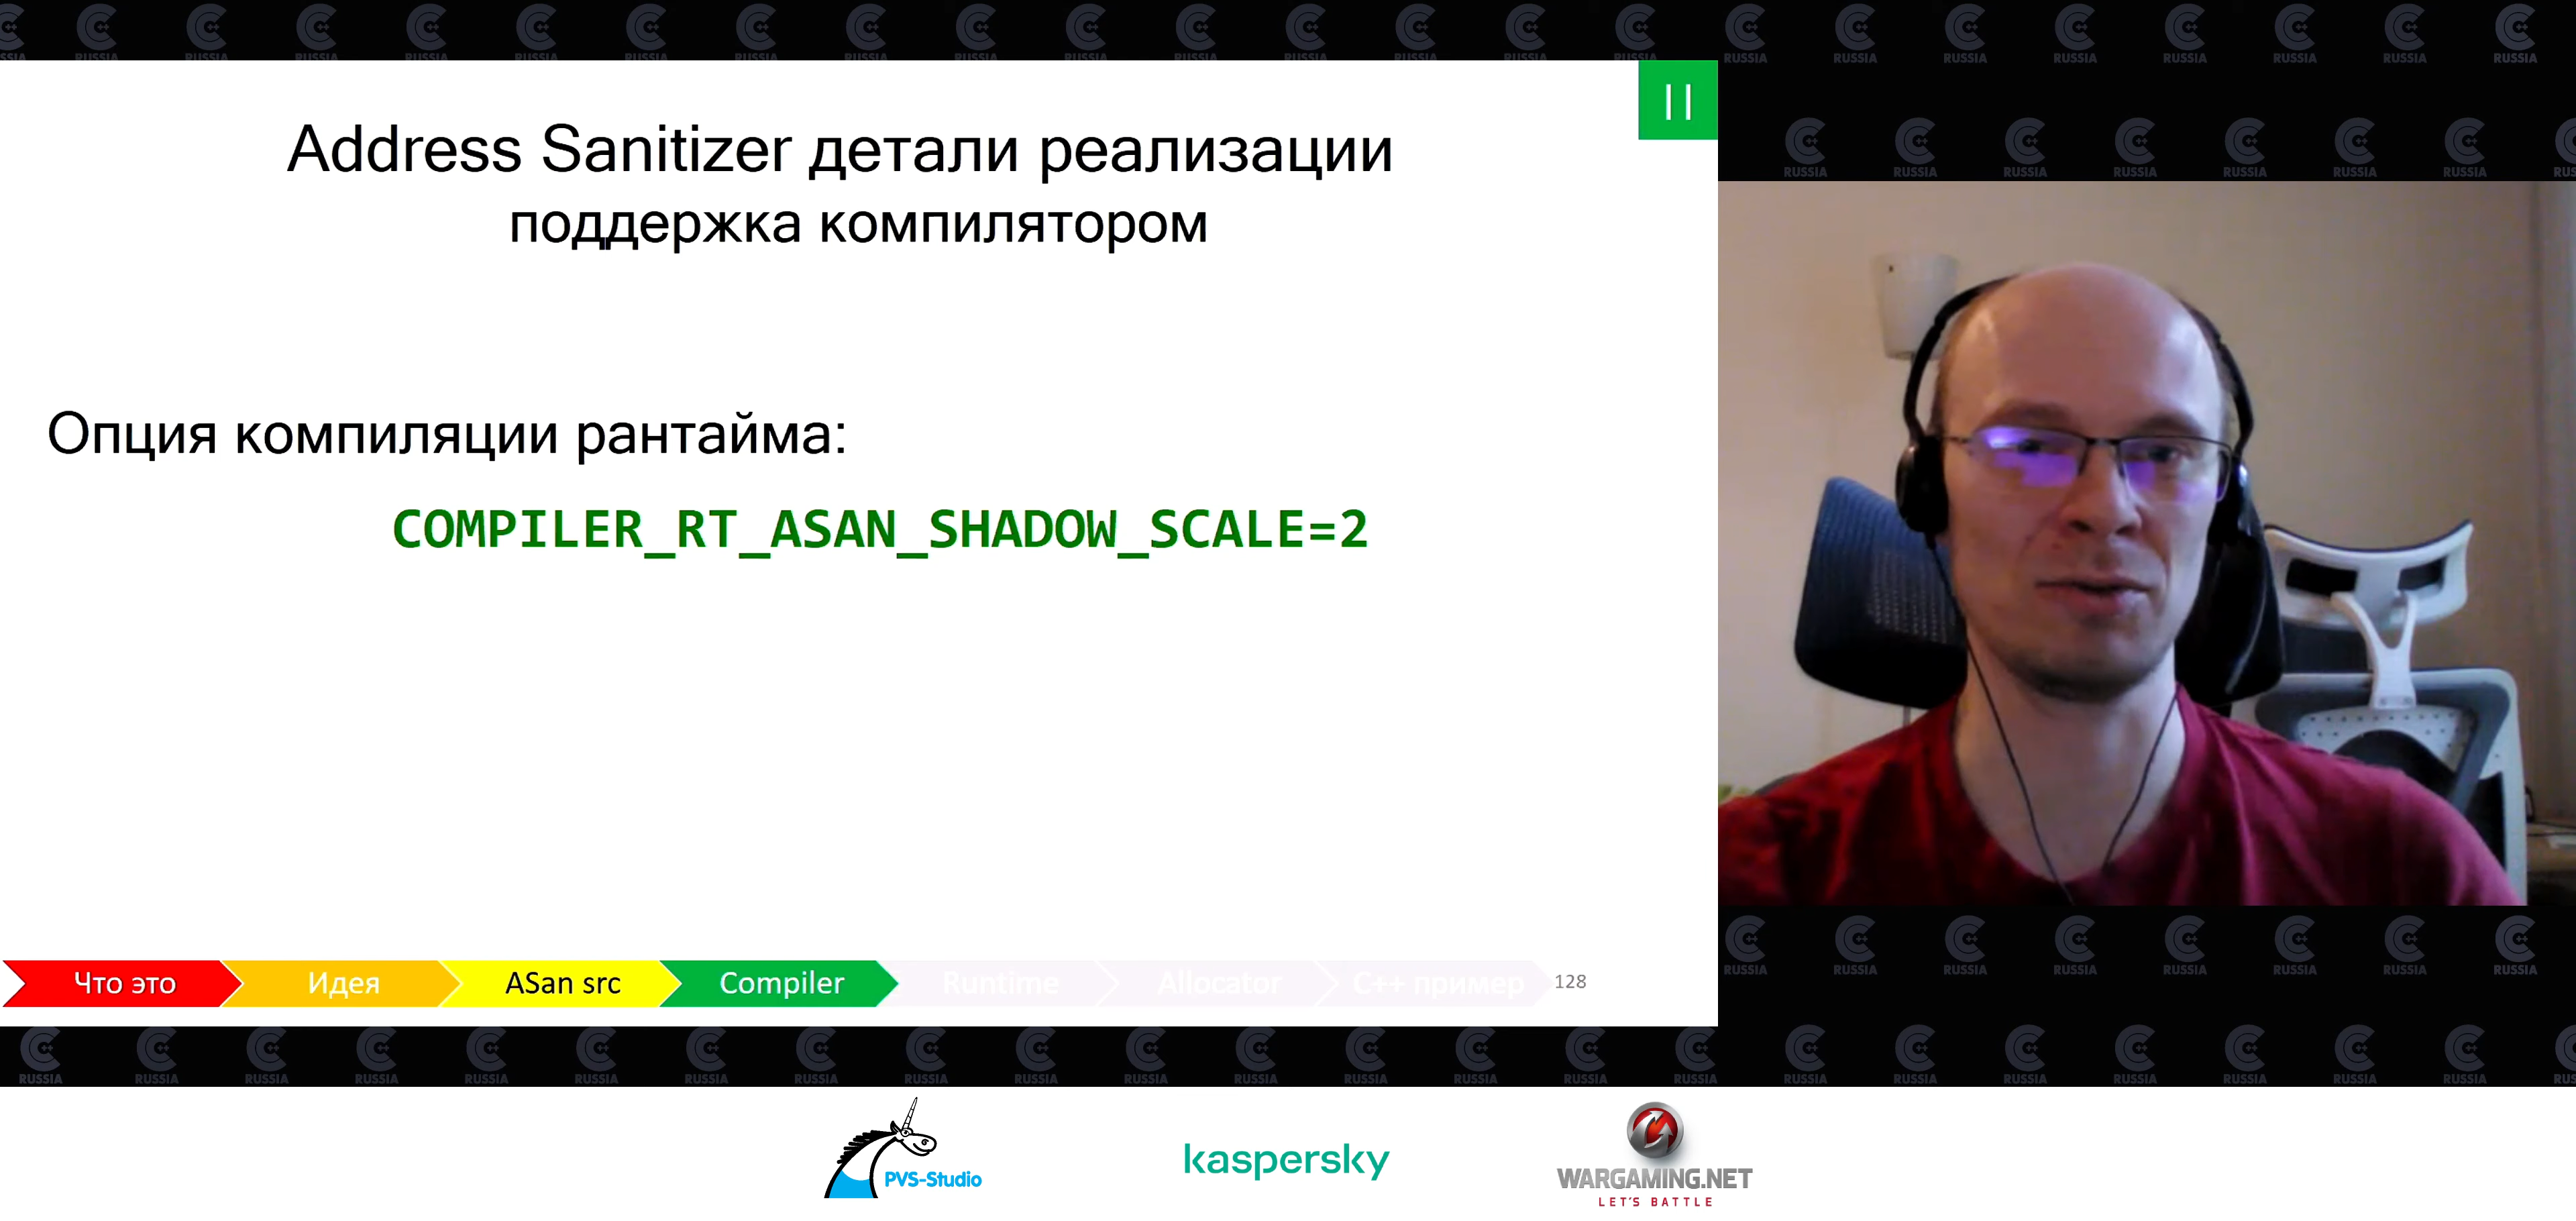 Address Sanitizer детали реализации
поддержка компилятором
Опция компиляции рантайма:
COMPILER_RT_ASAN_SHADOW_SCALE=2
Что это
Идея
ASan src
Compiler
Runtime
Allocator
C++ пример
128
PVS-Studio
kaspersky
WARGAMING.NET
LET'S BATTLE
RUSSIA